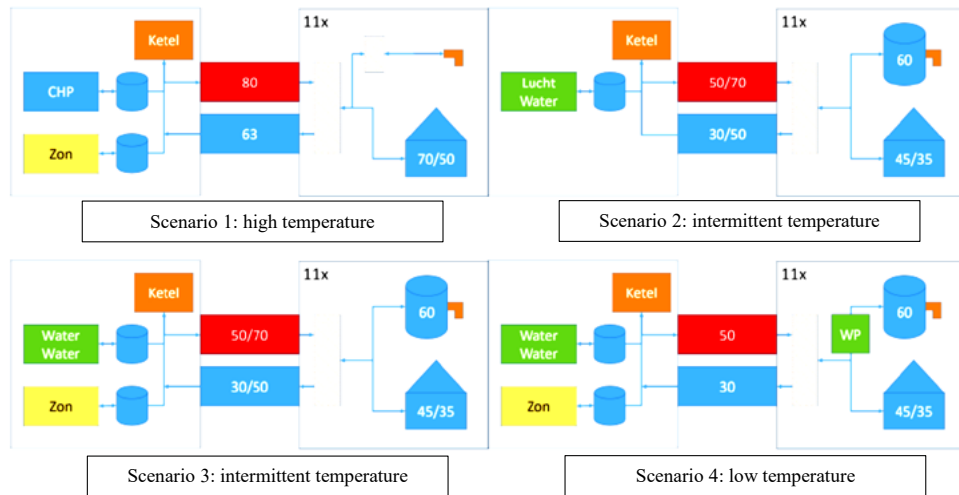 11x
Ketel
CHP
80
63
Zon
70/50
Scenario 1: high temperature
11x
Ketel
Lucht
Water
50/70
30/50
60
45/35
Scenario 2: intermittent temperature
11x
Ketel
Water
Water
50/70
30/50
Zon
60
45/35
Scenario 3: intermittent temperature
11x
Ketel
Water
Water
50
30
Zon
WP
60
45/35
Scenario 4: low temperature